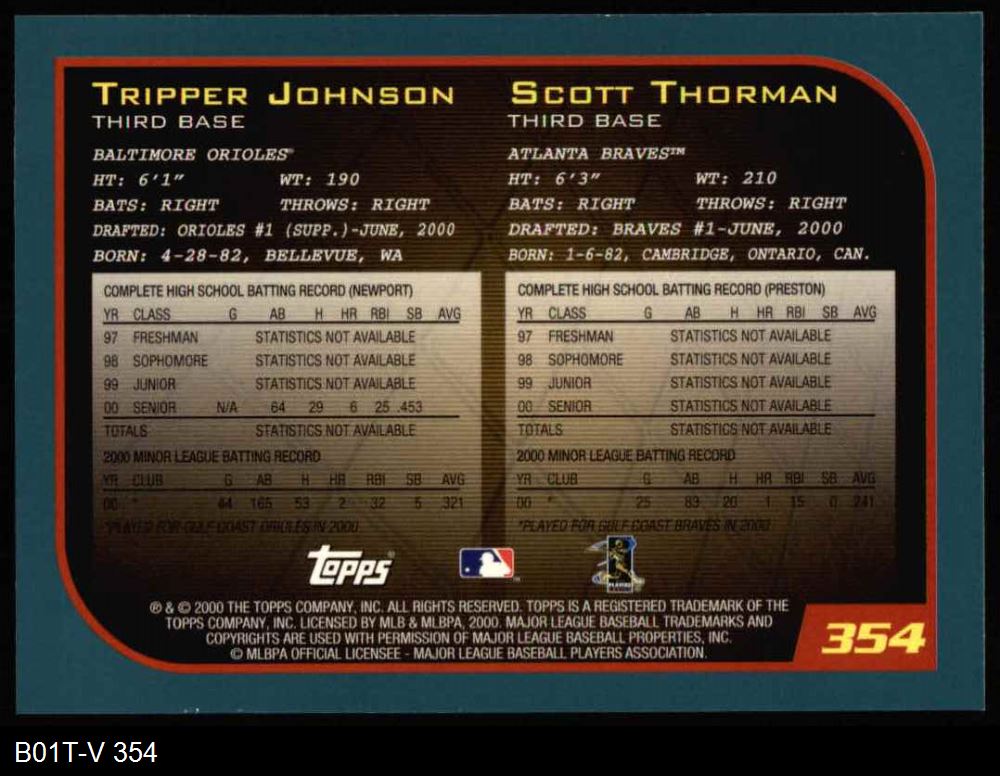 TRIPPER JOHNSON
THIRD BASE
BALTIMORE ORIOLES®
HT: 6'1" WT: 190
BATS: RIGHT THROWS: RIGHT
DRAFTED: ORIOLES #1 (SUPP.)-JUNE, 2000
BORN: 4-28-82, BELLEVUE, WA
COMPLETE HIGH SCHOOL BATTING RECORD (NEWPORT)
YR CLASS G AB H HR RBI SB AVG
97 FRESHMAN STATISTICS NOT AVAILABLE
98 SOPHOMORE STATISTICS NOT AVAILABLE
99 JUNIOR STATISTICS NOT AVAILABLE
00 SENIOR N/A 64 29 6 25 .453
TOTALS STATISTICS NOT AVAILABLE
2000 MINOR LEAGUE BATTING RECORD
YR CLUB G AB H HR RBI SB AVG
00 * 44 165 53 2 32 5 .321
*PLAYED FOR GULF COAST ORIOLES IN 2000
SCOTT THORMAN
THIRD BASE
ATLANTA BRAVES™
HT: 6'3" WT: 210
BATS: RIGHT THROWS: RIGHT
DRAFTED: BRAVES #1-JUNE, 2000
BORN: 1-6-82, CAMBRIDGE, ONTARIO, CAN.
COMPLETE HIGH SCHOOL BATTING RECORD (PRESTON)
YR CLASS G AB H HR RBI SB AVG
97 FRESHMAN STATISTICS NOT AVAILABLE
98 SOPHOMORE STATISTICS NOT AVAILABLE
99 JUNIOR STATISTICS NOT AVAILABLE
00 SENIOR STATISTICS NOT AVAILABLE
TOTALS STATISTICS NOT AVAILABLE
2000 MINOR LEAGUE BATTING RECORD
YR CLUB G AB H HR RBI SB AVG
00 * 25 83 20 1 15 0 .241
*PLAYED FOR GULF COAST BRAVES IN 2000
Topps®
® & © 2000 THE TOPPS COMPANY, INC. ALL RIGHTS RESERVED. TOPPS IS A REGISTERED TRADEMARK OF THE
TOPPS COMPANY, INC. LICENSED BY MLB & MLBPA, 2000. MAJOR LEAGUE BASEBALL TRADEMARKS AND
COPYRIGHTS ARE USED WITH PERMISSION OF MAJOR LEAGUE BASEBALL PROPERTIES, INC.
© MLBPA OFFICIAL LICENSEE - MAJOR LEAGUE BASEBALL PLAYERS ASSOCIATION.
354
B01T-V 354